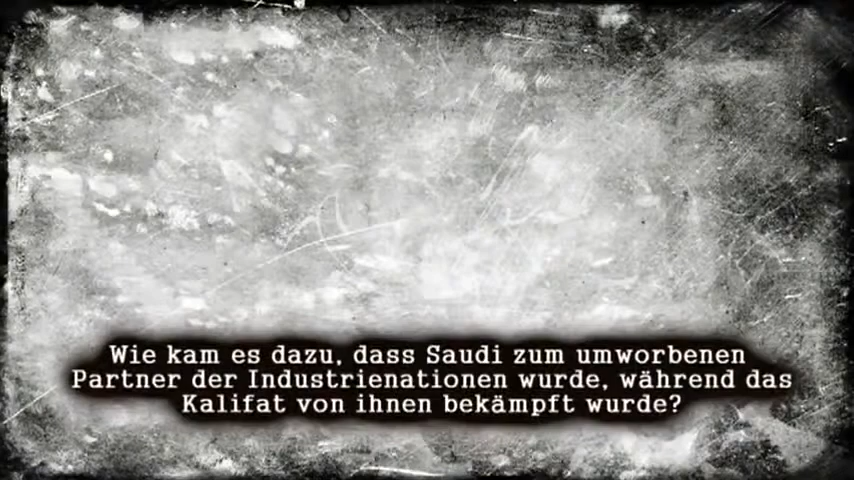 Wie kam es dazu, dass Saudi zum umworbenen
Partner der Industrienationen wurde, während das
Kalifat von ihnen bekämpft wurde?